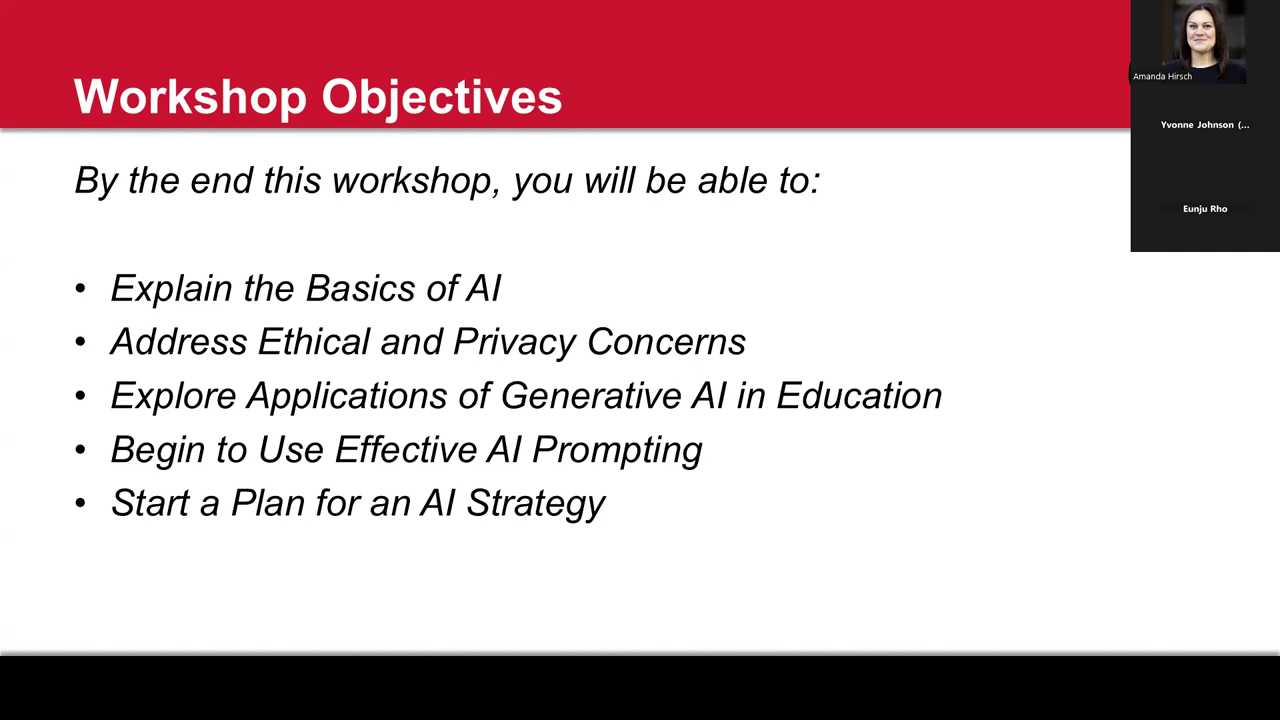 Workshop Objectives
By the end this workshop, you will be able to:
• Explain the Basics of AI
• Address Ethical and Privacy Concerns
• Explore Applications of Generative AI in Education
• Begin to Use Effective AI Prompting
• Start a Plan for an AI Strategy
Amanda Hirsch
Yvonne Johnson (...
Eunju Rho